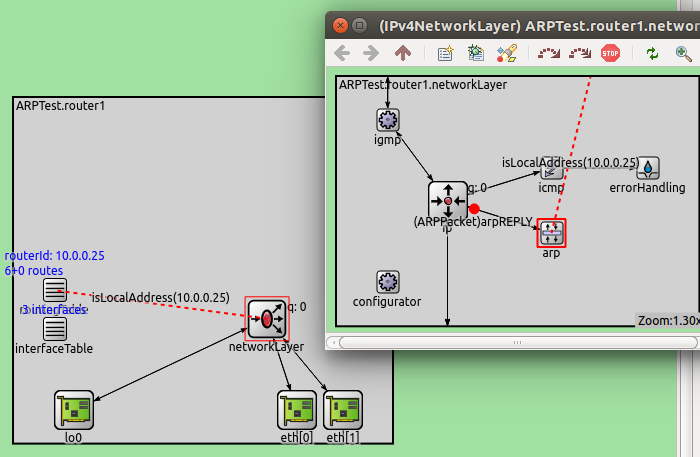 (IPv4NetworkLayer) ARPTest.router1.netwo
STOP
ARPTest.router1.networkLayer
igmp
isLocalAddress(10.0.0.25)
q: 0
icmp
errorHandling
(ARPPacket)arpREPLY
arp
configurator
Zoom:1.30x
ARPTest.router1
routerId: 10.0.0.25
6+0 routes
isLocalAddress(10.0.0.25)
q: 0
3 interfaces
interfaceTable
networkLayer
lo0
eth[0]
eth[1]